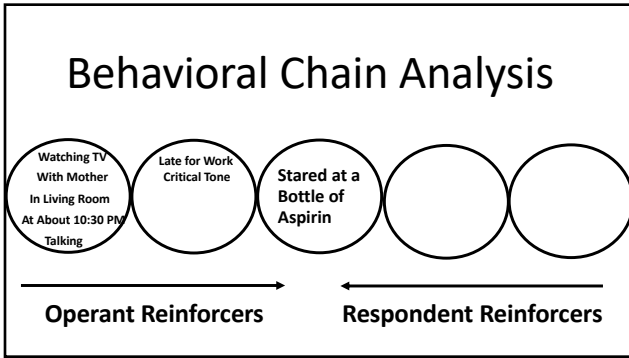 Behavioral Chain Analysis
Watching TV
With Mother
In Living Room
At About 10:30 PM
Talking
Late for Work
Critical Tone
Stared at a
Bottle of
Aspirin
Operant Reinforcers
Respondent Reinforcers